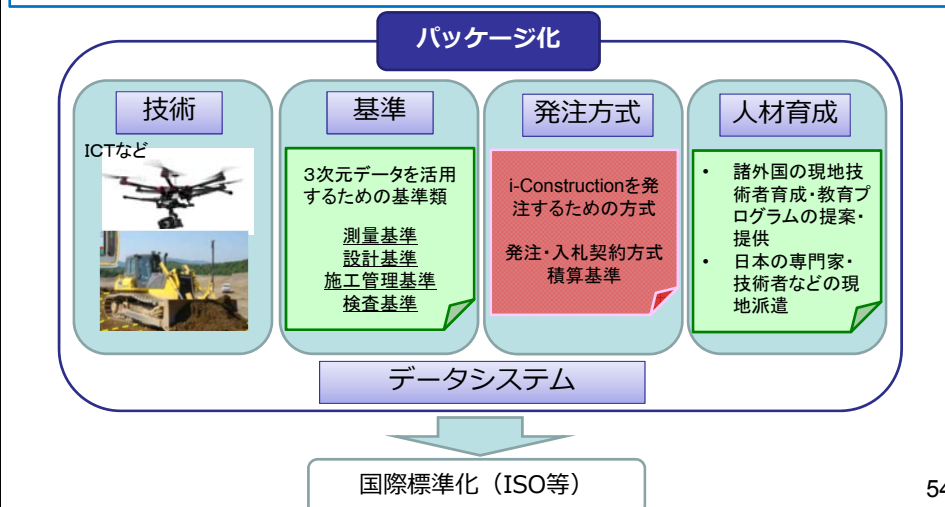 パッケージ化
技術
ICTなど
基準
3次元データを活用
するための基準類
測量基準
設計基準
施工管理基準
検査基準
発注方式
i-Constructionを発
注するための方式
発注・入札契約方式
積算基準
人材育成
• 諸外国の現地技
術者育成・教育プ
ログラムの提案・
提供
• 日本の専門家・
技術者などの現
地派遣
データシステム
国際標準化（ISO等）
54